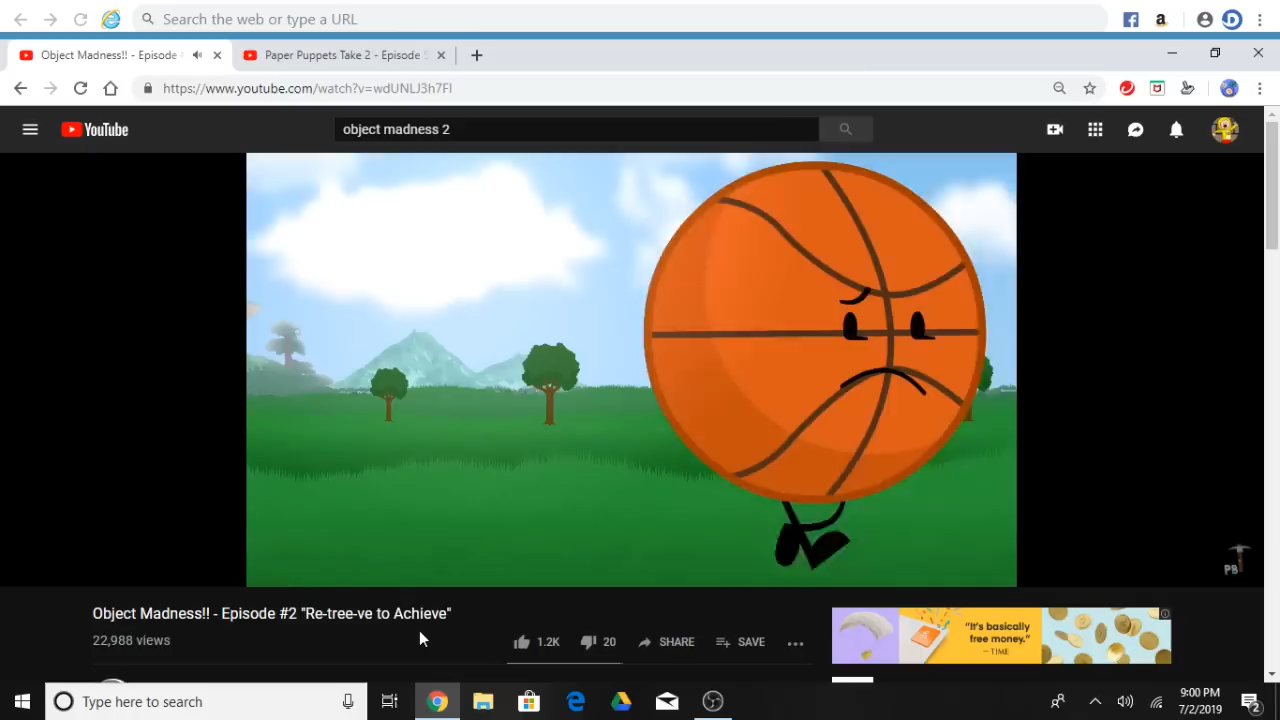 Search the web or type a URL
Object Madness!! - Episode
Paper Puppets Take 2 - Episode
https://www.youtube.com/watch?v=wdUNLJ3h7FI
YouTube
object madness 2
PB
Object Madness!! - Episode #2 "Re-tree-ve to Achieve"
22,988 views
1.2K
20
SHARE
SAVE
"It's basically
free money."
— TIME
Type here to search
9:00 PM
7/2/2019
2